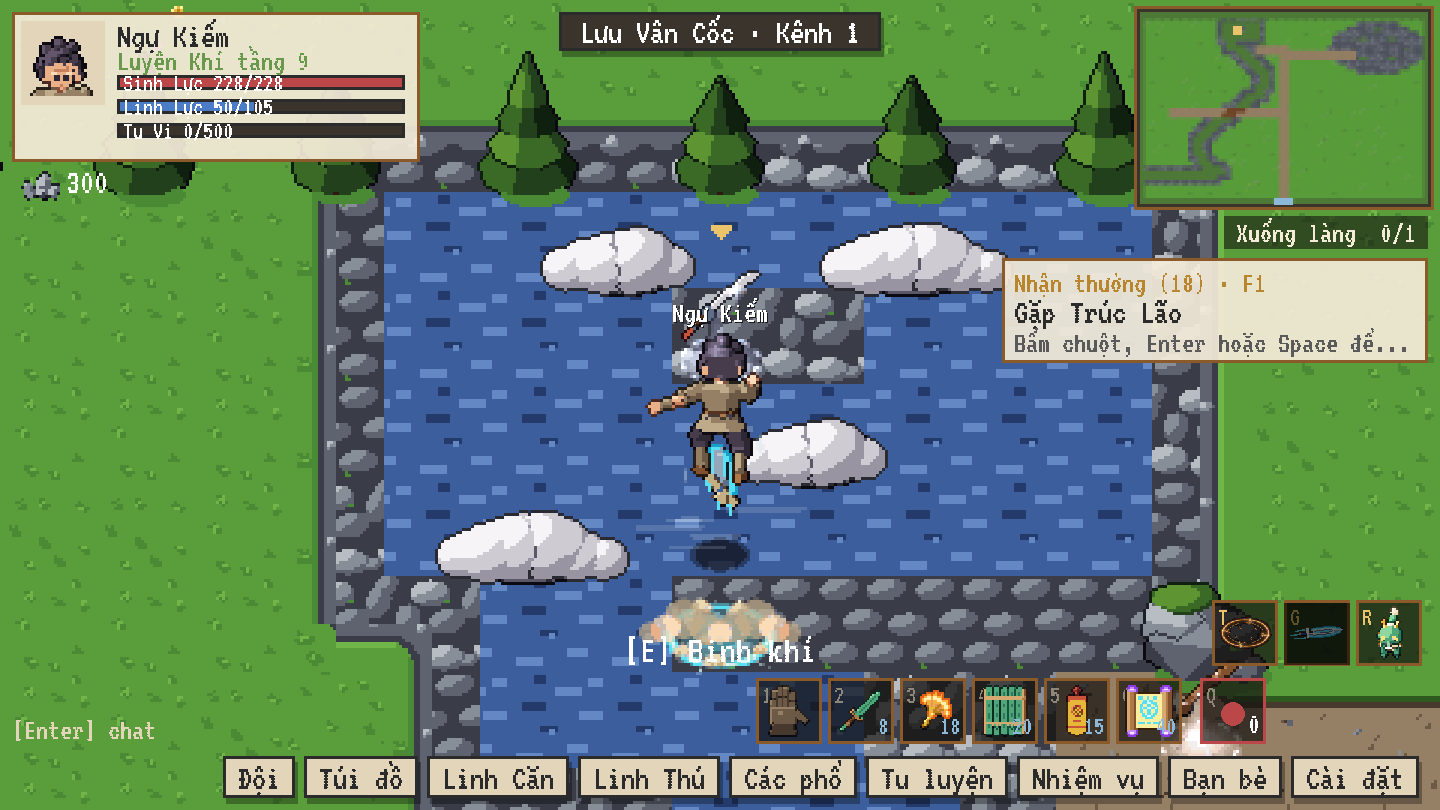 Ngự Kiếm
Luyện Khí tầng 9
Sinh Lực 228/228
Linh Lực 50/105
Tu Vi 0/500
300
Lưu Vân Cốc · Kênh 1
Xuống làng 0/1
Nhận thưởng (18) · F1
Gặp Trúc Lão
Bấm chuột, Enter hoặc Space để...
Ngự Kiếm
[E] Binh khí
T
G
R
1
2
8
3
18
4
20
5
15
Q
0
[Enter] chat
Đội
Túi đồ
Linh Căn
Linh Thú
Các phổ
Tu luyện
Nhiệm vụ
Bạn bè
Cài đặt